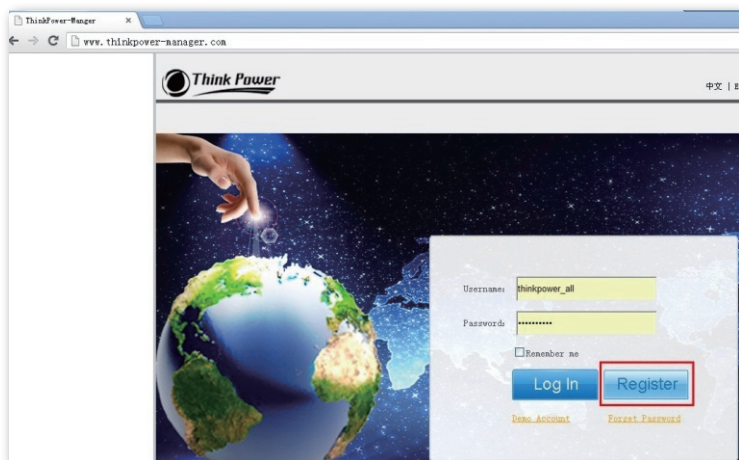 ThinkPower-Manger
www.thinkpower-manager.com
Think Power
中文 |
Username:
thinkpower_all
Password:
••••••••••
Remember me
Log In
Register
Demo Account
Forget Password